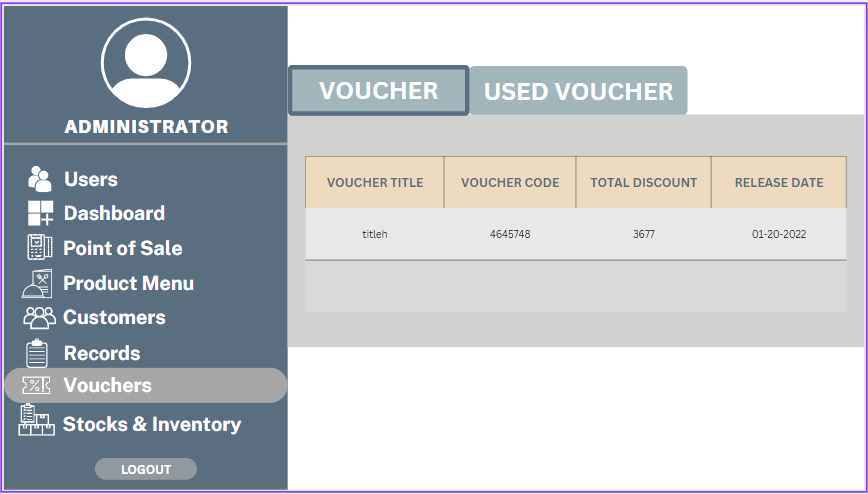 ADMINISTRATOR
Users
Dashboard
Point of Sale
Product Menu
Customers
Records
Vouchers
Stocks & Inventory
LOGOUT
VOUCHER USED VOUCHER
VOUCHER TITLE VOUCHER CODE TOTAL DISCOUNT RELEASE DATE
titleh 4645748 3677 01-20-2022